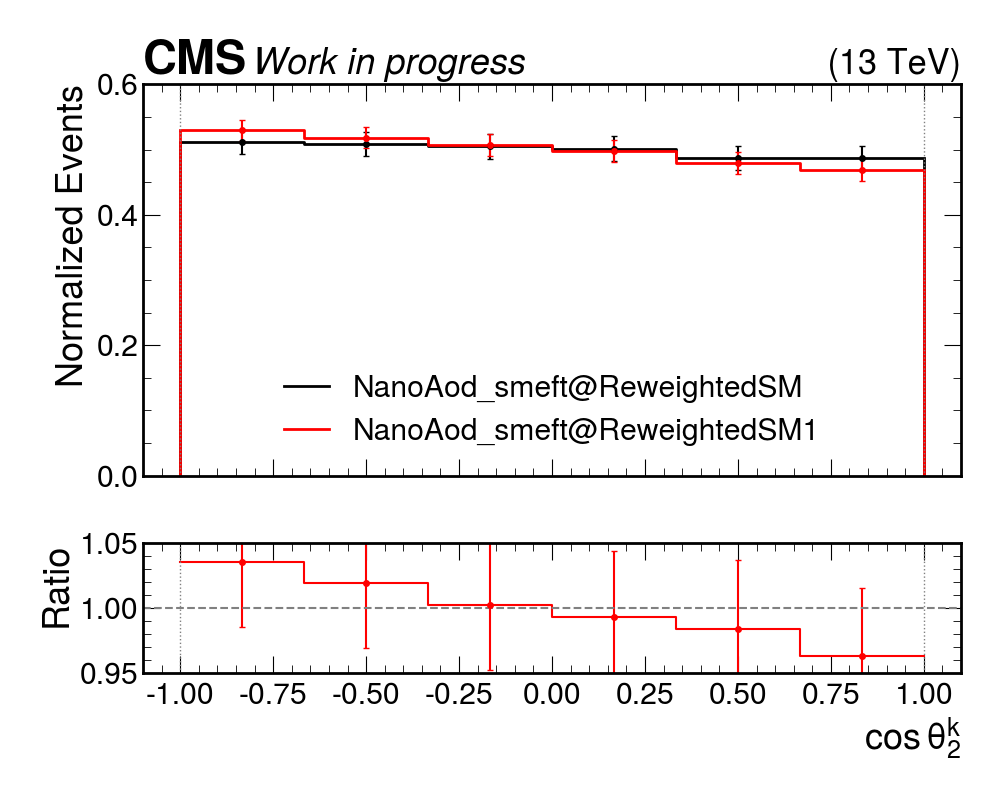 CMS Work in progress (13 TeV)
Normalized Events
0.6
0.4
0.2
0.0
NanoAod_smeft@ReweightedSM
NanoAod_smeft@ReweightedSM1
Ratio
1.05
1.00
0.95
-1.00 -0.75 -0.50 -0.25 0.00 0.25 0.50 0.75 1.00
cos θ₂ᵏ